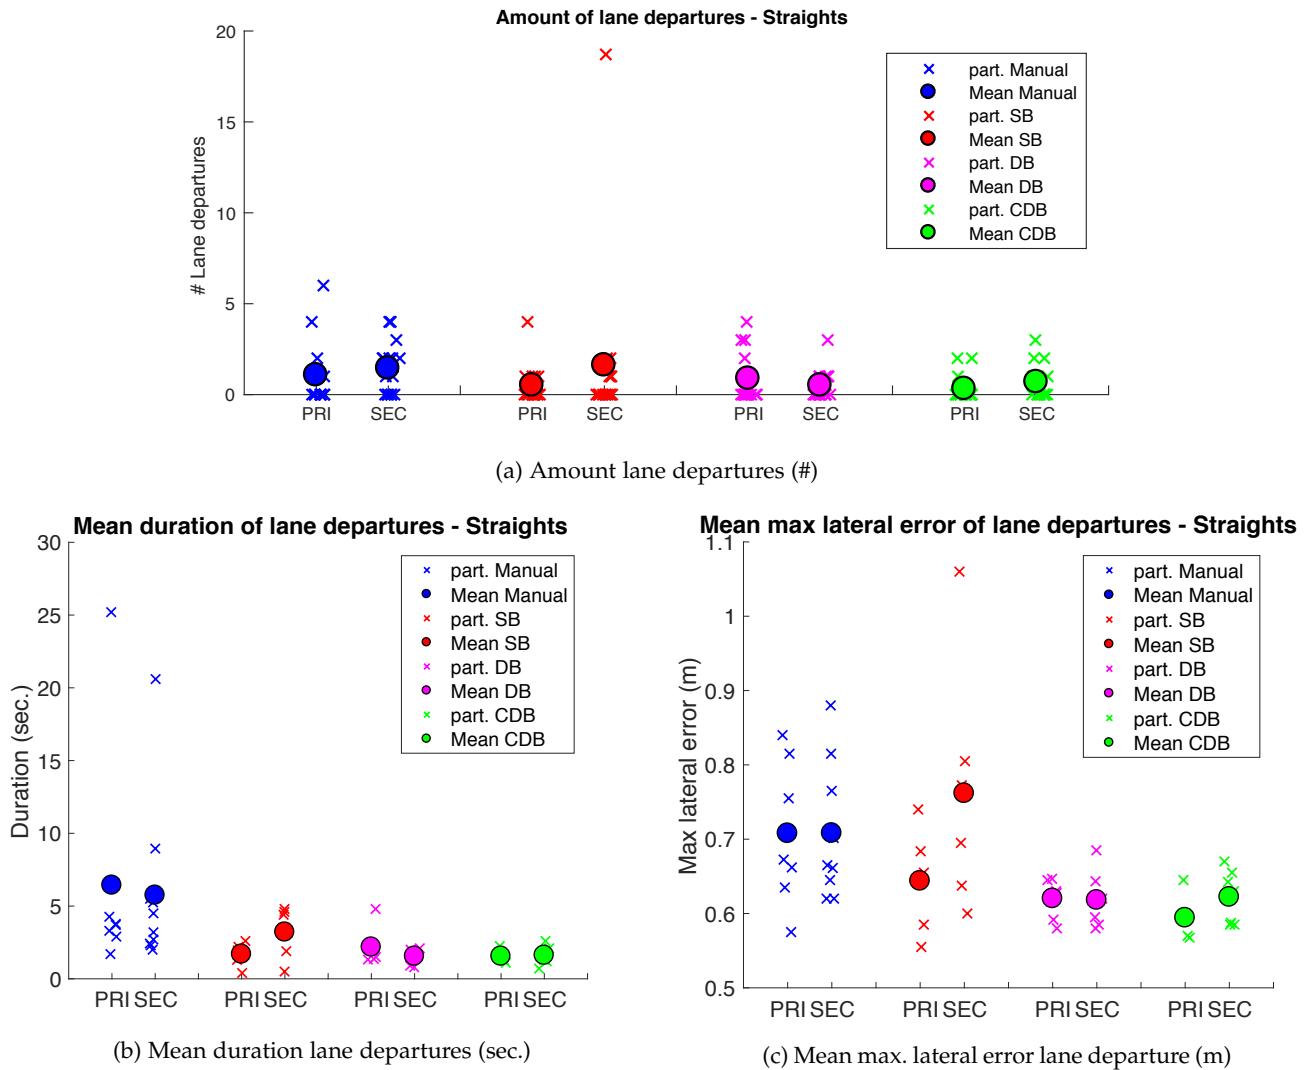 Amount of lane departures - Straights
20
15
10
5
0
# Lane departures
PRI SEC PRI SEC PRI SEC PRI SEC
part. Manual
Mean Manual
part. SB
Mean SB
part. DB
Mean DB
part. CDB
Mean CDB
(a) Amount lane departures (#)
Mean duration of lane departures - Straights
30
25
20
15
10
5
0
Duration (sec.)
PRI SEC PRI SEC PRI SEC PRI SEC
part. Manual
Mean Manual
part. SB
Mean SB
part. DB
Mean DB
part. CDB
Mean CDB
(b) Mean duration lane departures (sec.)
Mean max lateral error of lane departures - Straights
1.1
1
0.9
0.8
0.7
0.6
0.5
Max lateral error (m)
PRI SEC PRI SEC PRI SEC PRI SEC
part. Manual
Mean Manual
part. SB
Mean SB
part. DB
Mean DB
part. CDB
Mean CDB
(c) Mean max. lateral error lane departure (m)